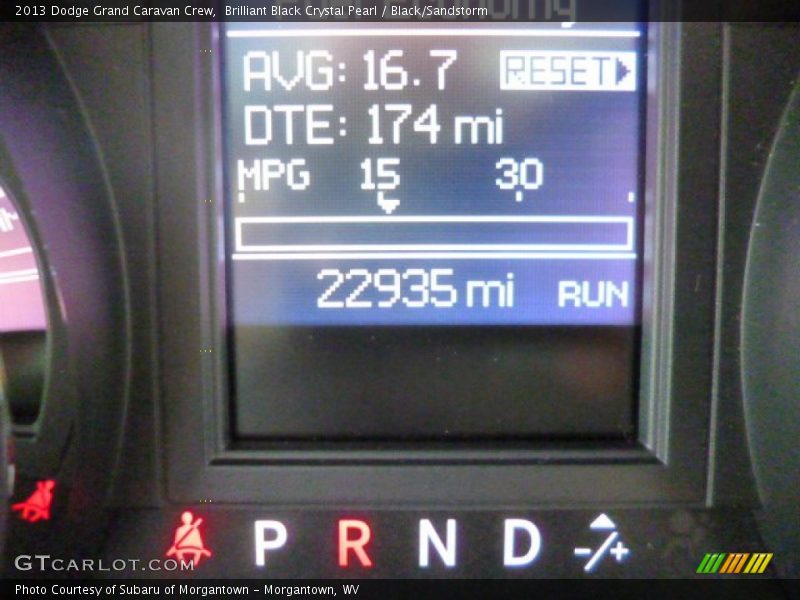 2013 Dodge Grand Caravan Crew, Brilliant Black Crystal Pearl / Black/Sandstorm
AVG: 16.7 RESET
DTE: 174 mi
MPG 15 30
22935 mi RUN
P R N D -/+
GTCARLOT.COM
Photo Courtesy of Subaru of Morgantown - Morgantown, WV